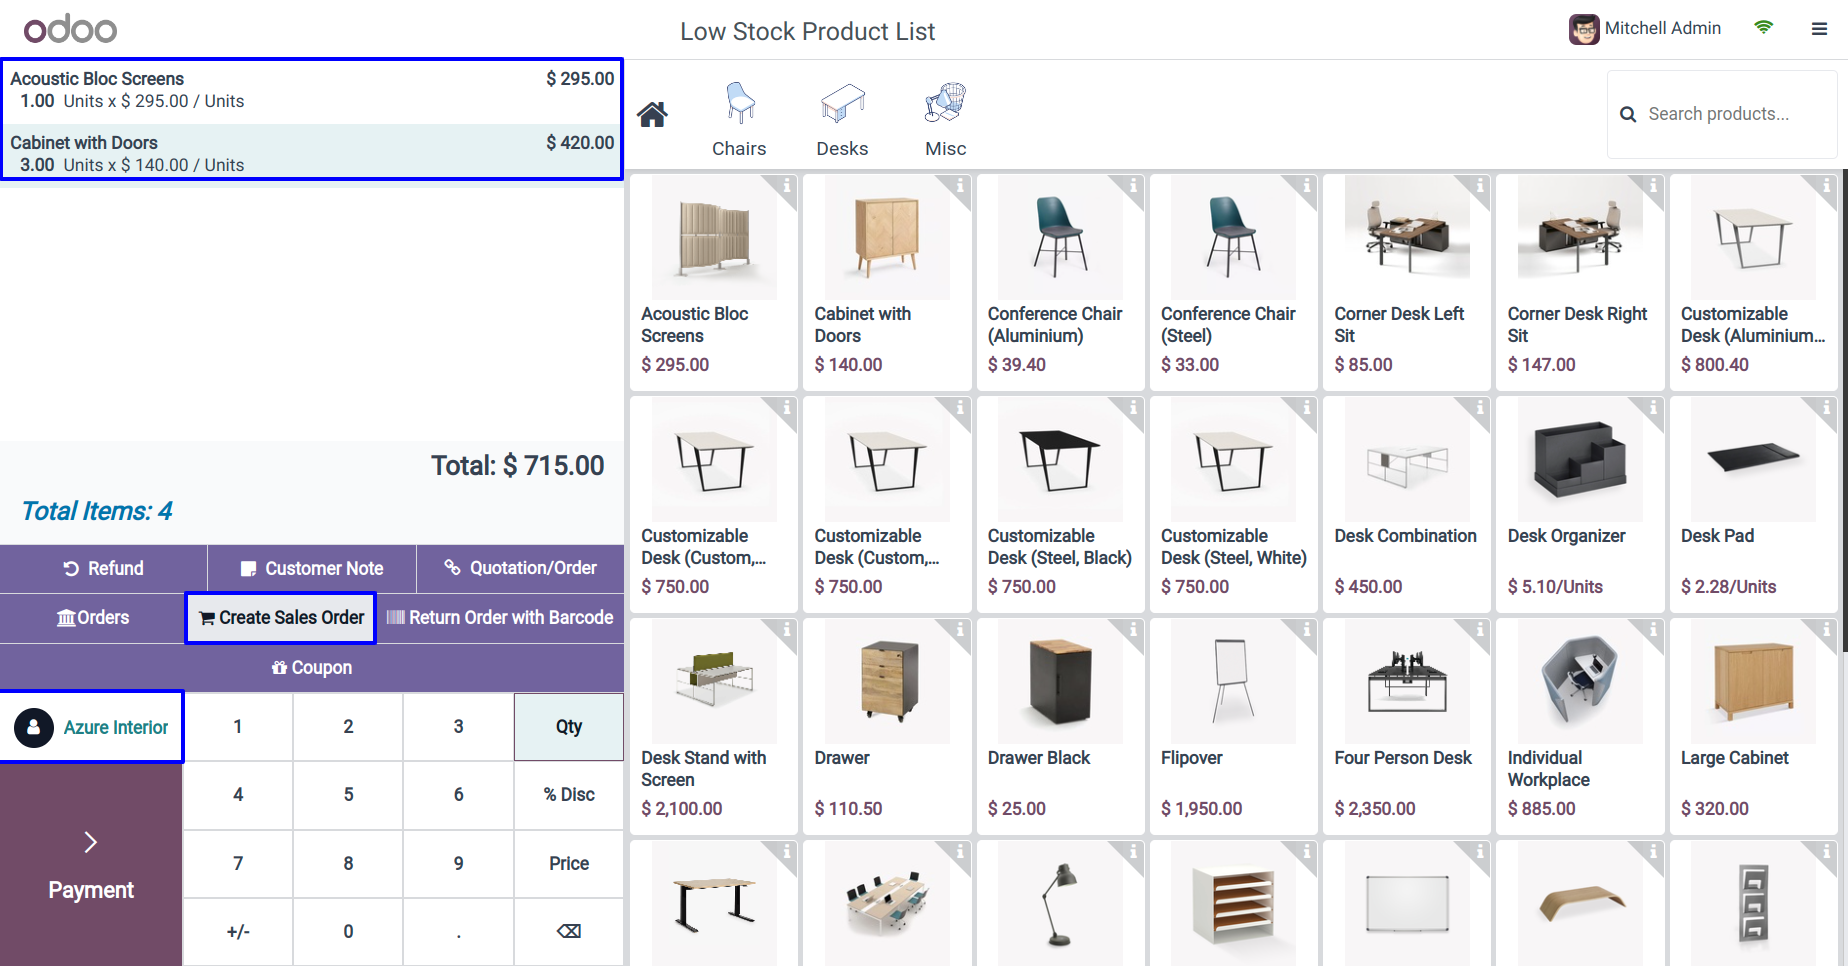 odoo
Low Stock Product List
Mitchell Admin
Acoustic Bloc Screens $ 295.00
1.00 Units x $ 295.00 / Units
Cabinet with Doors $ 420.00
3.00 Units x $ 140.00 / Units
Total: $ 715.00
Total Items: 4
Refund
Customer Note
Quotation/Order
Orders
Create Sales Order
Return Order with Barcode
Coupon
Azure Interior
1 2 3 Qty
4 5 6 % Disc
7 8 9 Price
+/- 0 .
Payment
Chairs
Desks
Misc
Search products...
Acoustic Bloc
Screens
$ 295.00
Cabinet with
Doors
$ 140.00
Conference Chair
(Aluminium)
$ 39.40
Conference Chair
(Steel)
$ 33.00
Corner Desk Left
Sit
$ 85.00
Corner Desk Right
Sit
$ 147.00
Customizable
Desk (Aluminium...
$ 800.40
Customizable
Desk (Custom,...
$ 750.00
Customizable
Desk (Custom,...
$ 750.00
Customizable
Desk (Steel, Black)
$ 750.00
Customizable
Desk (Steel, White)
$ 750.00
Desk Combination
$ 450.00
Desk Organizer
$ 5.10/Units
Desk Pad
$ 2.28/Units
Desk Stand with
Screen
$ 2,100.00
Drawer
$ 110.50
Drawer Black
$ 25.00
Flipover
$ 1,950.00
Four Person Desk
$ 2,350.00
Individual
Workplace
$ 885.00
Large Cabinet
$ 320.00